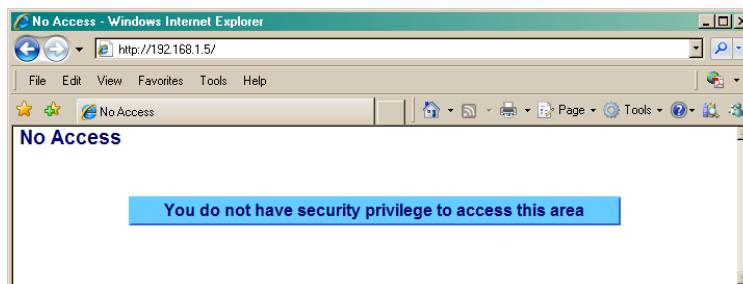 No Access - Windows Internet Explorer
http://192.168.1.5/
File Edit View Favorites Tools Help
No Access Page Tools
No Access
You do not have security privilege to access this area